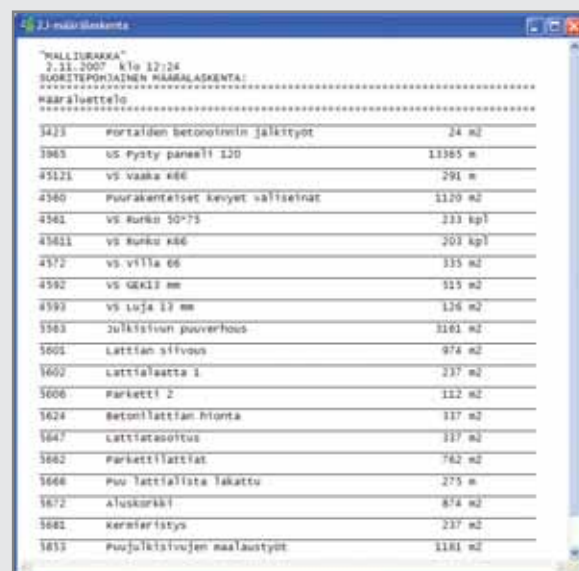 JJ-määrälaskenta
"MALLIURAKKA"
2.11.2007 klo 12:24
SUORITEPOHJAINEN MÄÄRÄLASKENTA:
Määräluettelo
3423 Portaiden betonoinnin jälkityöt 24 m2
3965 US Pysty paneeli 120 13365 m
45121 VS Vaaka K66 291 m
4560 Puurakenteiset kevyet väliseinät 1120 m2
4561 VS Runko 50*75 233 kpl
45611 VS Runko K66 203 kpl
4572 VS Villa 66 335 m2
4592 VS GEK13 mm 515 m2
4593 VS Luja 13 mm 126 m2
5563 Julkisivun puuverhous 3181 m2
5601 Lattian siivous 974 m2
5602 Lattialaatta 1 237 m2
5606 Parketti 2 112 m2
5624 Betonilattian hionta 337 m2
5647 Lattiatasoitus 337 m2
5662 Parkettilattiat 762 m2
5666 Puu lattialista lakattu 275 m
5672 Aluskorkki 874 m2
5681 Kermieristys 237 m2
5853 Puujulkisivujen maalaustyöt 1181 m2